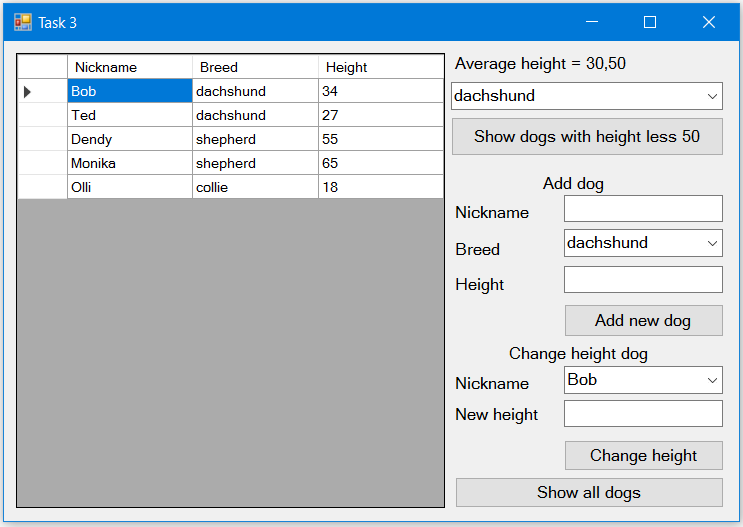 Task 3
Nickname Breed Height
Bob dachshund 34
Ted dachshund 27
Dendy shepherd 55
Monika shepherd 65
Olli collie 18
Average height = 30,50
dachshund
Show dogs with height less 50
Add dog
Nickname
Breed dachshund
Height
Add new dog
Change height dog
Nickname Bob
New height
Change height
Show all dogs